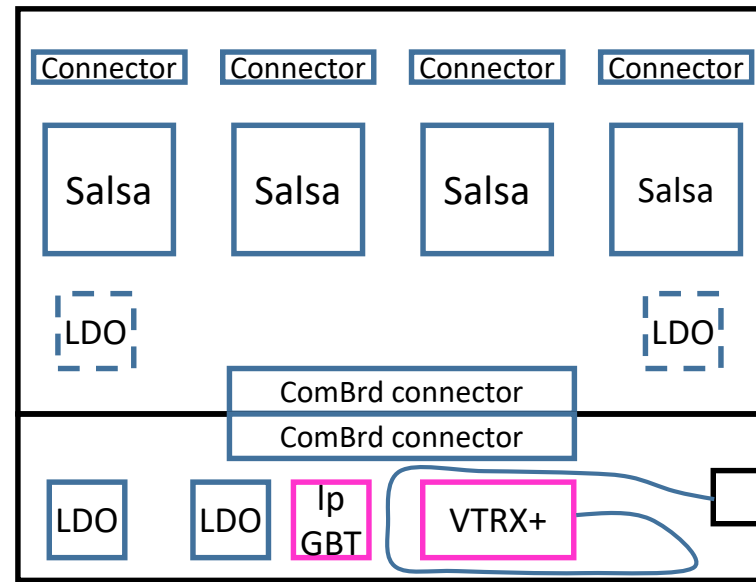 Connector Connector Connector Connector
Salsa Salsa Salsa Salsa
LDO LDO
ComBrd connector
ComBrd connector
LDO LDO lp VTRX+
GBT